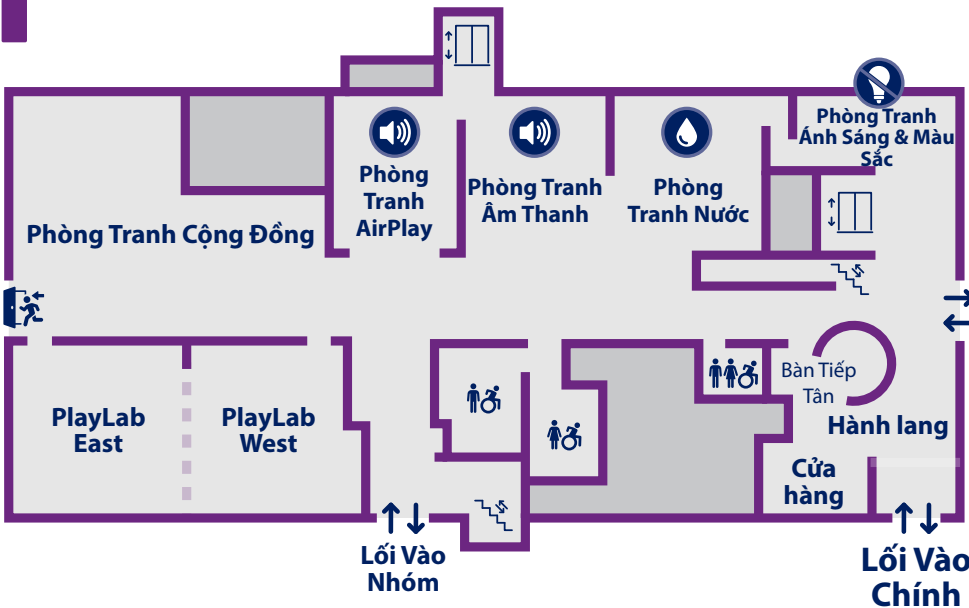 Phòng Tranh
Ánh Sáng & Màu
Sắc
Phòng
Tranh
AirPlay
Phòng Tranh
Âm Thanh
Phòng
Tranh Nước
Phòng Tranh Cộng Đồng
PlayLab
East
PlayLab
West
Bàn Tiếp
Tân
Hành lang
Cửa
hàng
Lối Vào
Nhóm
Lối Vào
Chính